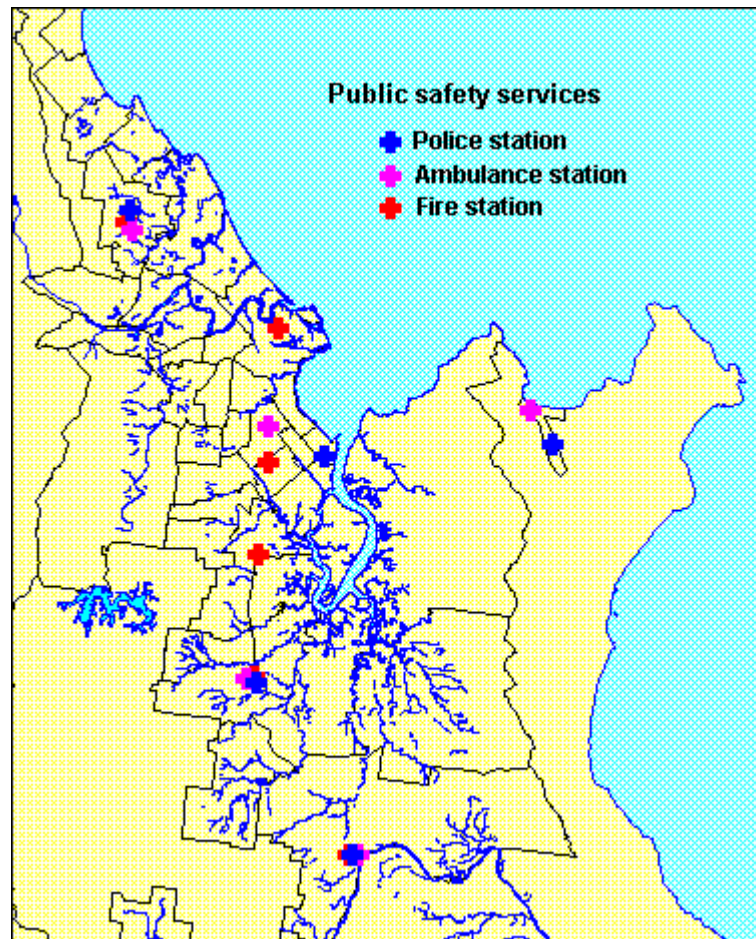 Public safety services
Police station
Ambulance station
Fire station